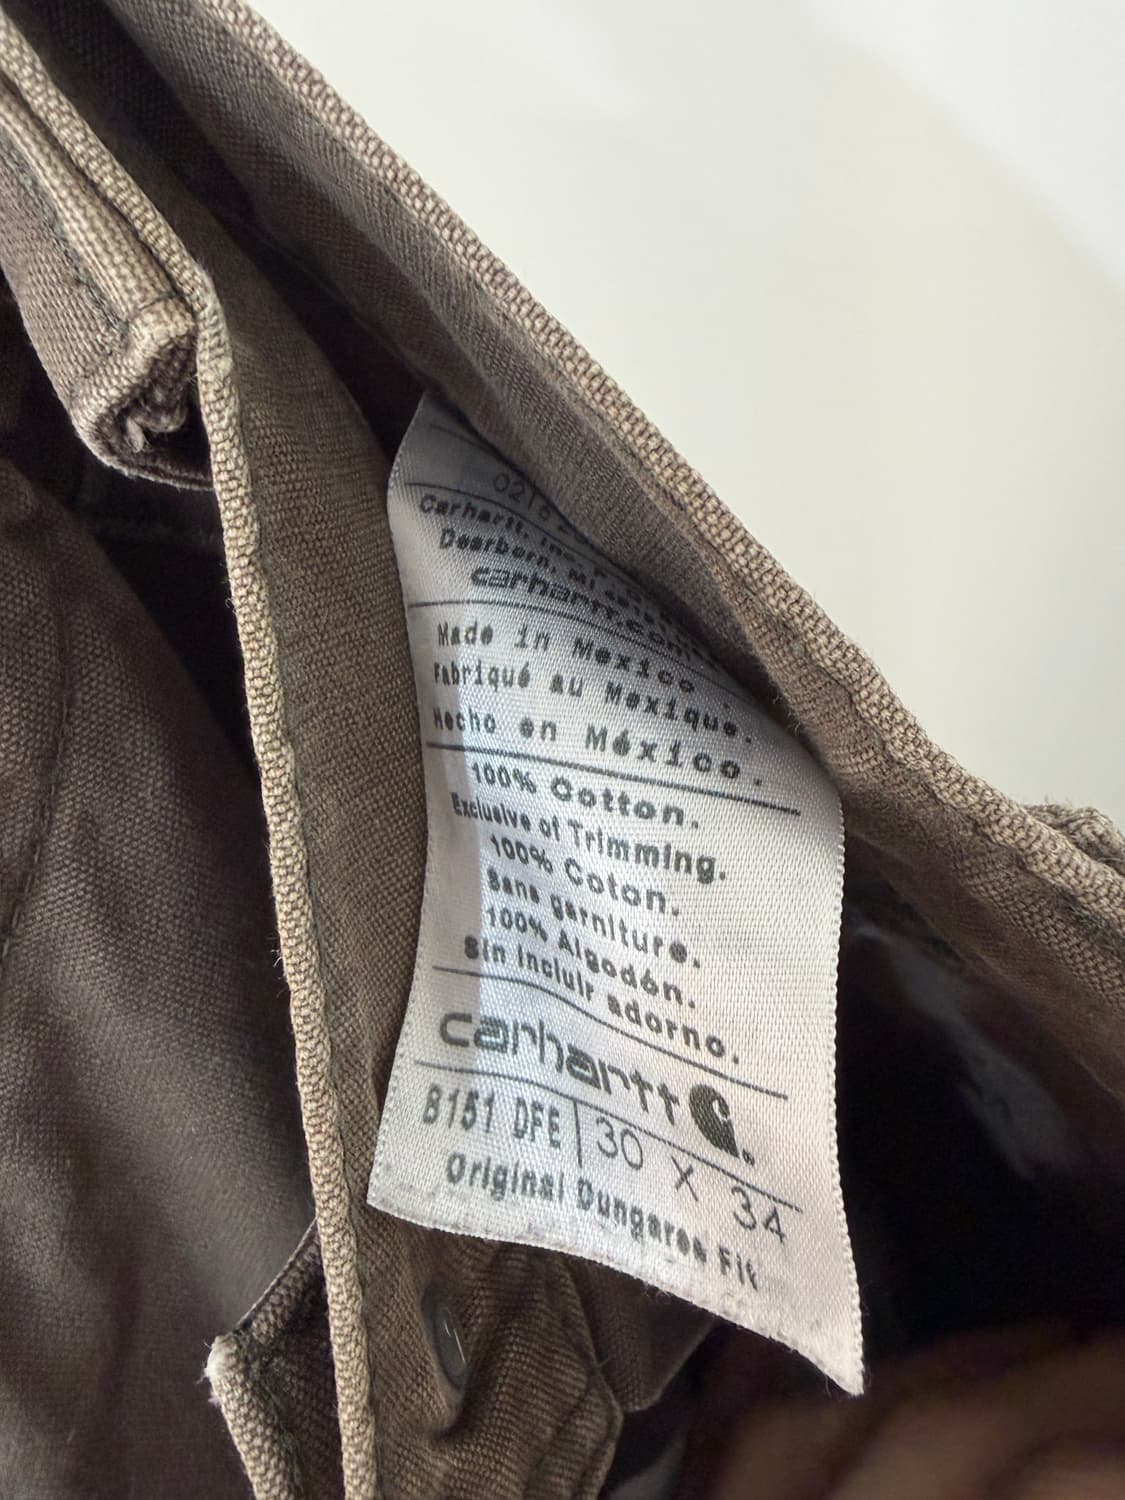 0216
Carhartt, Inc.
Dearborn, MI
carhartt.com
Made in Mexico
Fabriqué au Mexique.
Hecho en México.
100% Cotton.
Exclusive of Trimming.
100% Coton.
Sans garniture.
100% Algodón.
Sin incluir adorno.
carhartt
B151 DFE 30 X 34
Original Dungaree Fit